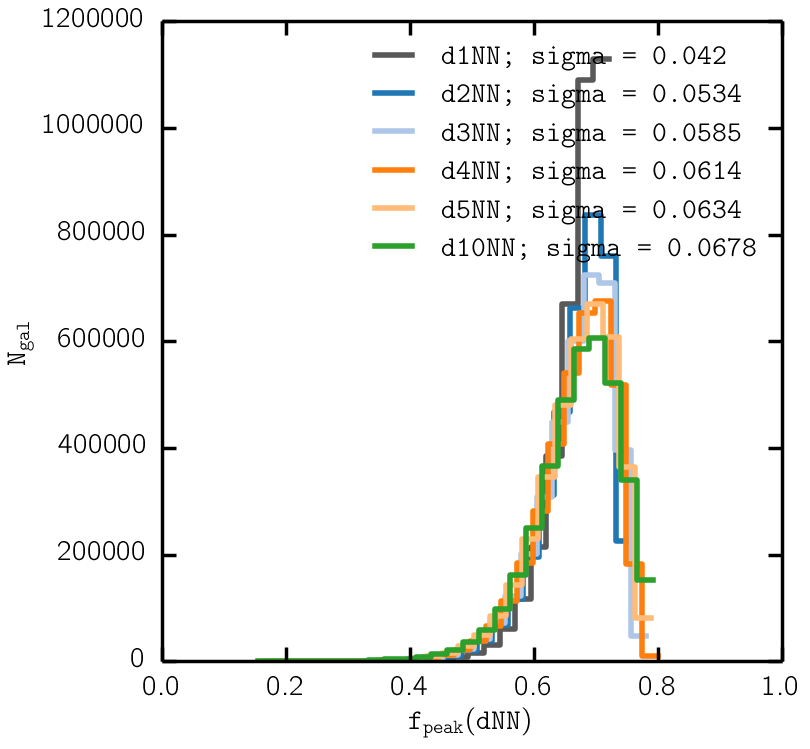 1200000
1000000
800000
600000
400000
200000
0
N_gal
d1NN; sigma = 0.042
d2NN; sigma = 0.0534
d3NN; sigma = 0.0585
d4NN; sigma = 0.0614
d5NN; sigma = 0.0634
d10NN; sigma = 0.0678
0.0 0.2 0.4 0.6 0.8 1.0
f_peak(dNN)